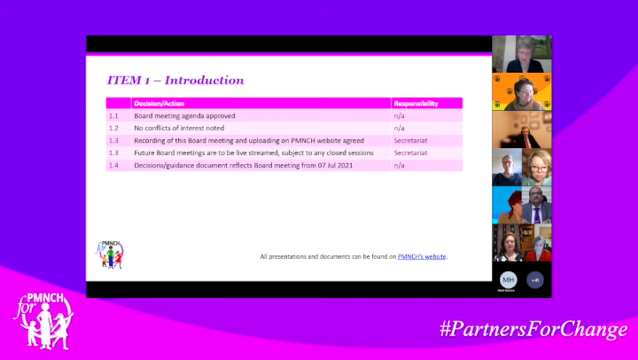 ITEM 1 – Introduction
Decision/Action Responsibility
1.1 Board meeting agenda approved n/a
1.2 No conflicts of interest noted n/a
1.3 Recording of this Board meeting and uploading on PMNCH website agreed Secretariat
1.3 Future Board meetings are to be live streamed, subject to any closed sessions Secretariat
1.4 Decisions/guidance document reflects Board meeting from 07 Jul 2021 n/a
PMNCH
for
All presentations and documents can be found on PMNCH's website.
MH
+41
PMNCH
for
#PartnersForChange